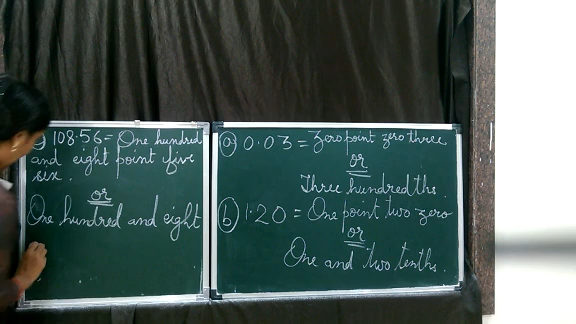 108.56 = One hundred
and eight point five
six.
or
One hundred and eight
(a) 0.03 = Zero point zero three
or
Three hundredths.
(b) 1.20 = One point two zero
or
One and two tenths.